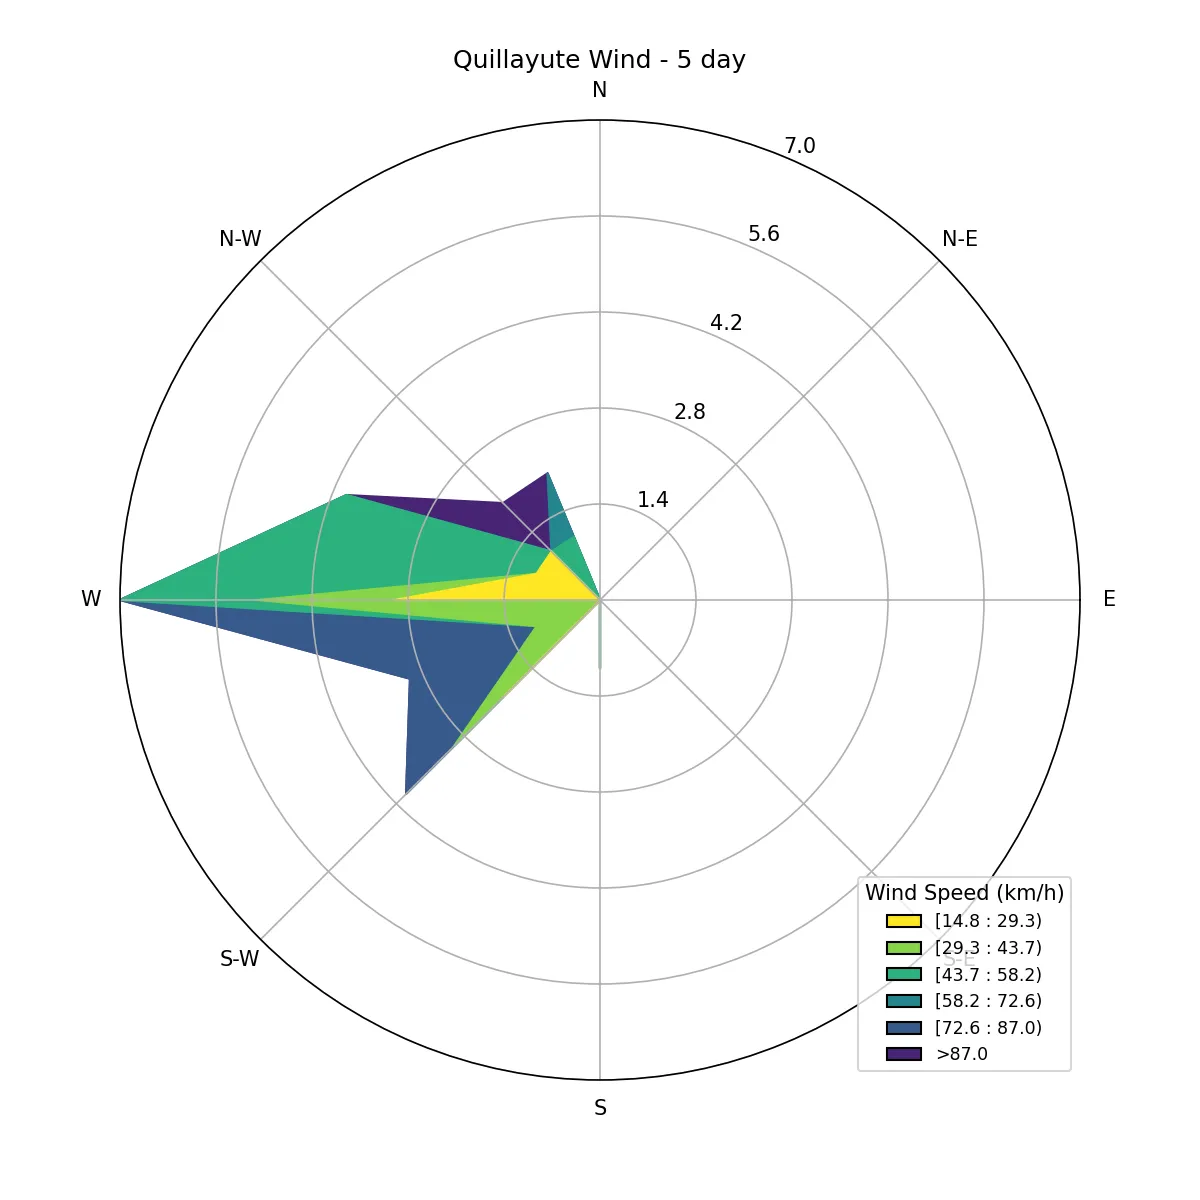 Quillayute Wind - 5 day
N
7.0
N-W
5.6
N-E
4.2
2.8
1.4
W
E
Wind Speed (km/h)
[14.8 : 29.3)
[29.3 : 43.7)
S-W
S-E
[43.7 : 58.2)
[58.2 : 72.6)
[72.6 : 87.0)
>87.0
S